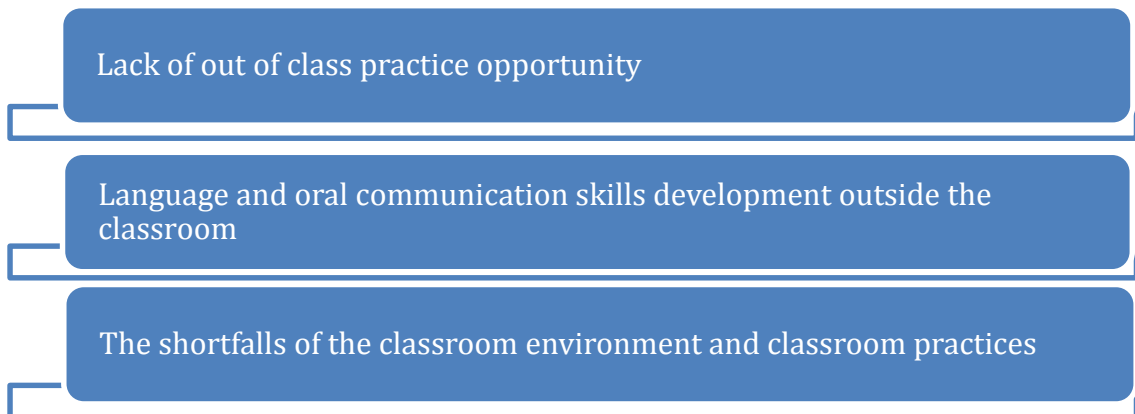 Lack of out of class practice opportunity
Language and oral communication skills development outside the
classroom
The shortfalls of the classroom environment and classroom practices